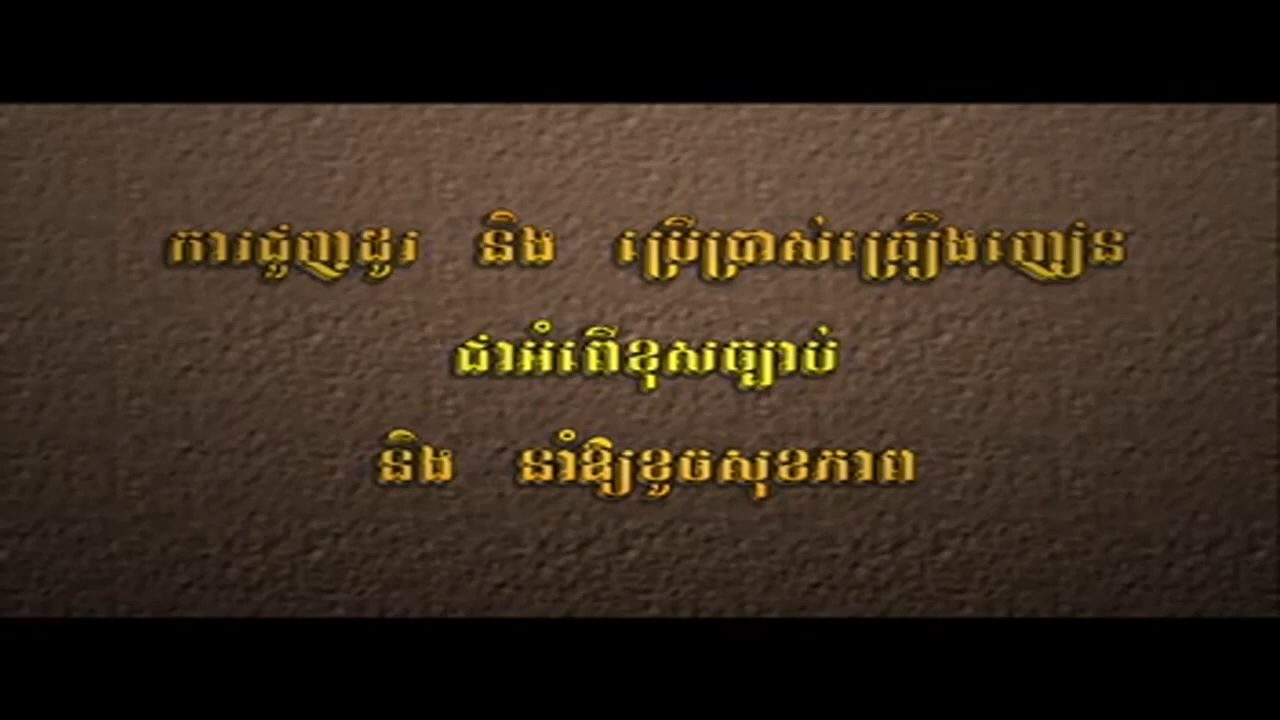 ការជួញដូរ និង ប្រើប្រាស់គ្រឿងញៀន
ជាអំពើខុសច្បាប់
និង នាំឱ្យខូចសុខភាព